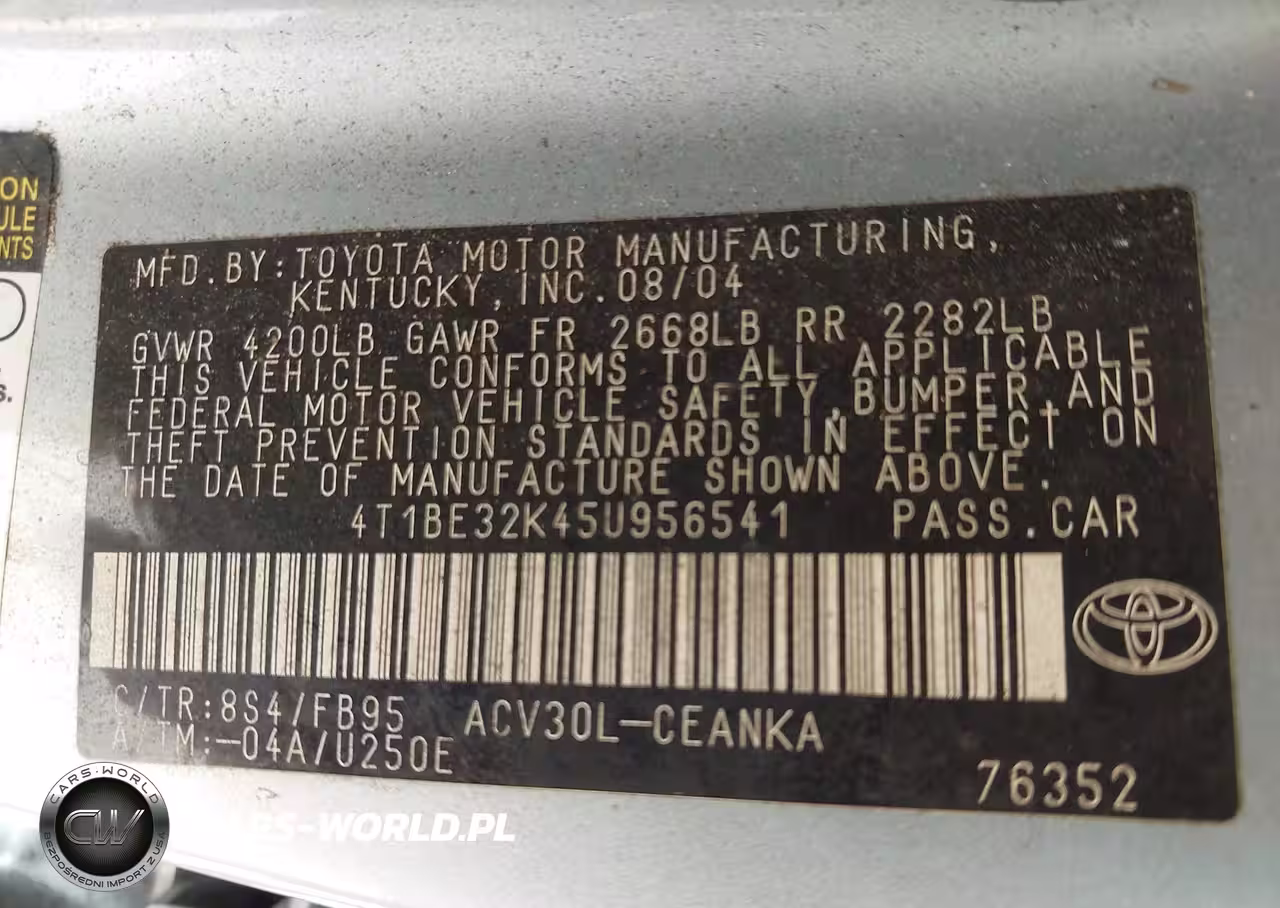 ON
ULE
NTS
s.
MFD.BY:TOYOTA MOTOR MANUFACTURING,
KENTUCKY,INC.08/04
GVWR 4200LB GAWR FR 2668LB RR 2282LB
THIS VEHICLE CONFORMS TO ALL APPLICABLE
FEDERAL MOTOR VEHICLE SAFETY,BUMPER,AND
THEFT PREVENTION STANDARDS IN EFFECT ON
THE DATE OF MANUFACTURE SHOWN ABOVE.
4T1BE32K45U956541 PASS.CAR
C/TR:8S4/FB95 ACV30L-CEANKA
A/TM:-04A/U250E
76352
CARS-WORLD
CW
BEZPOŚREDNI IMPORT Z USA
RS-WORLD.PL